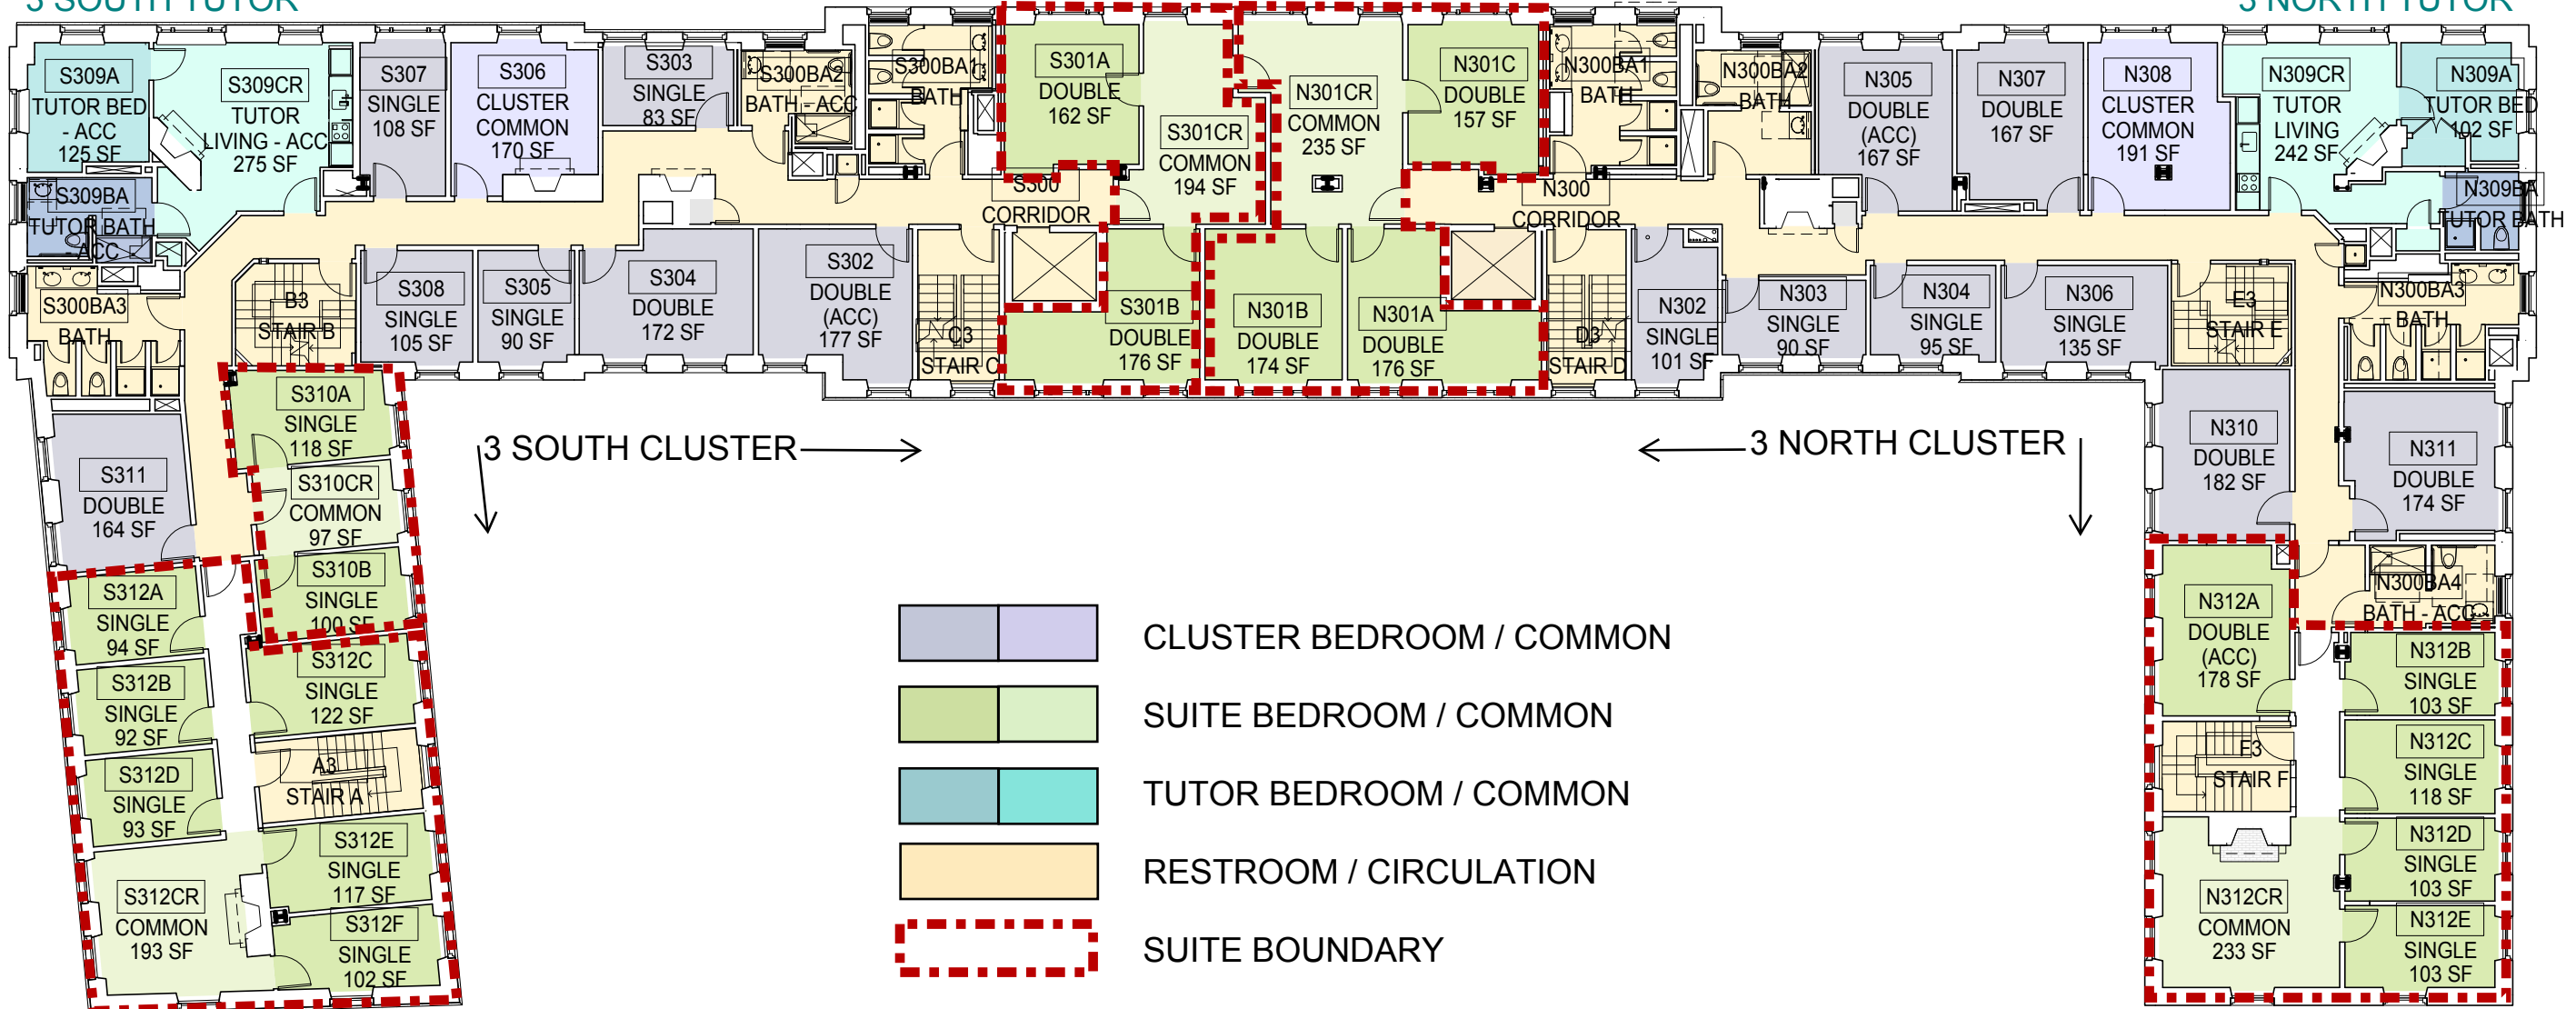 3 SOUTH TUTOR
3 NORTH TUTOR
S309A
TUTOR BED
- ACC
125 SF
S309CR
TUTOR
LIVING - ACC
275 SF
S307
SINGLE
108 SF
S306
CLUSTER
COMMON
170 SF
S303
SINGLE
83 SF
S300BA2
BATH - ACC
S300BA1
BATH
S301A
DOUBLE
162 SF
S301CR
COMMON
194 SF
N301CR
COMMON
235 SF
N301C
DOUBLE
157 SF
N300BA1
BATH
N300BA2
BATH
N305
DOUBLE
(ACC)
167 SF
N307
DOUBLE
167 SF
N308
CLUSTER
COMMON
191 SF
N309CR
TUTOR
LIVING
242 SF
N309A
TUTOR BED
102 SF
S309BA
TUTOR BATH
- ACC
S300
CORRIDOR
N300
CORRIDOR
N309BA
TUTOR BATH
S300BA3
BATH
B3
STAIR B
S308
SINGLE
105 SF
S305
SINGLE
90 SF
S304
DOUBLE
172 SF
S302
DOUBLE
(ACC)
177 SF
C3
STAIR C
S301B
DOUBLE
176 SF
N301B
DOUBLE
174 SF
N301A
DOUBLE
176 SF
D3
STAIR D
N302
SINGLE
101 SF
N303
SINGLE
90 SF
N304
SINGLE
95 SF
N306
SINGLE
135 SF
E3
STAIR E
N300BA3
BATH
S310A
SINGLE
118 SF
3 SOUTH CLUSTER
3 NORTH CLUSTER
S311
DOUBLE
164 SF
S310CR
COMMON
97 SF
N310
DOUBLE
182 SF
N311
DOUBLE
174 SF
S310B
SINGLE
100 SF
S312A
SINGLE
94 SF
N312A
DOUBLE
(ACC)
178 SF
N300BA4
BATH - ACC
S312C
SINGLE
122 SF
S312B
SINGLE
92 SF
N312B
SINGLE
103 SF
CLUSTER BEDROOM / COMMON
SUITE BEDROOM / COMMON
TUTOR BEDROOM / COMMON
RESTROOM / CIRCULATION
SUITE BOUNDARY
S312D
SINGLE
93 SF
A3
STAIR A
F3
STAIR F
N312C
SINGLE
118 SF
S312E
SINGLE
117 SF
N312D
SINGLE
103 SF
S312CR
COMMON
193 SF
S312F
SINGLE
102 SF
N312CR
COMMON
233 SF
N312E
SINGLE
103 SF